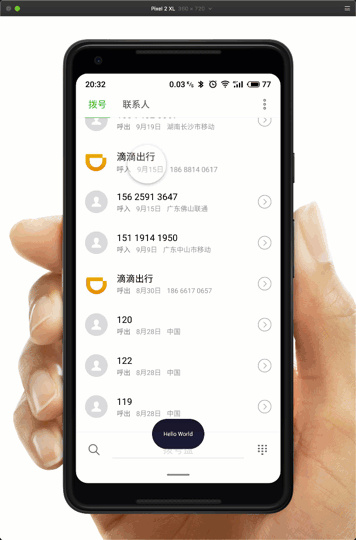 Pixel 2 XL 360 × 720
20:32
0.03 K/s
77
拨号
联系人
呼出 9月19日 湖南长沙市移动
滴滴出行
呼入 9月15日 186 8814 0617
156 2591 3647
呼入 9月15日 广东佛山联通
151 1914 1950
呼入 9月9日 广东中山市移动
滴滴出行
呼出 8月30日 186 6617 0657
120
呼出 8月28日 中国
122
呼出 8月28日 中国
119
呼出 8月28日 中国
Hello World